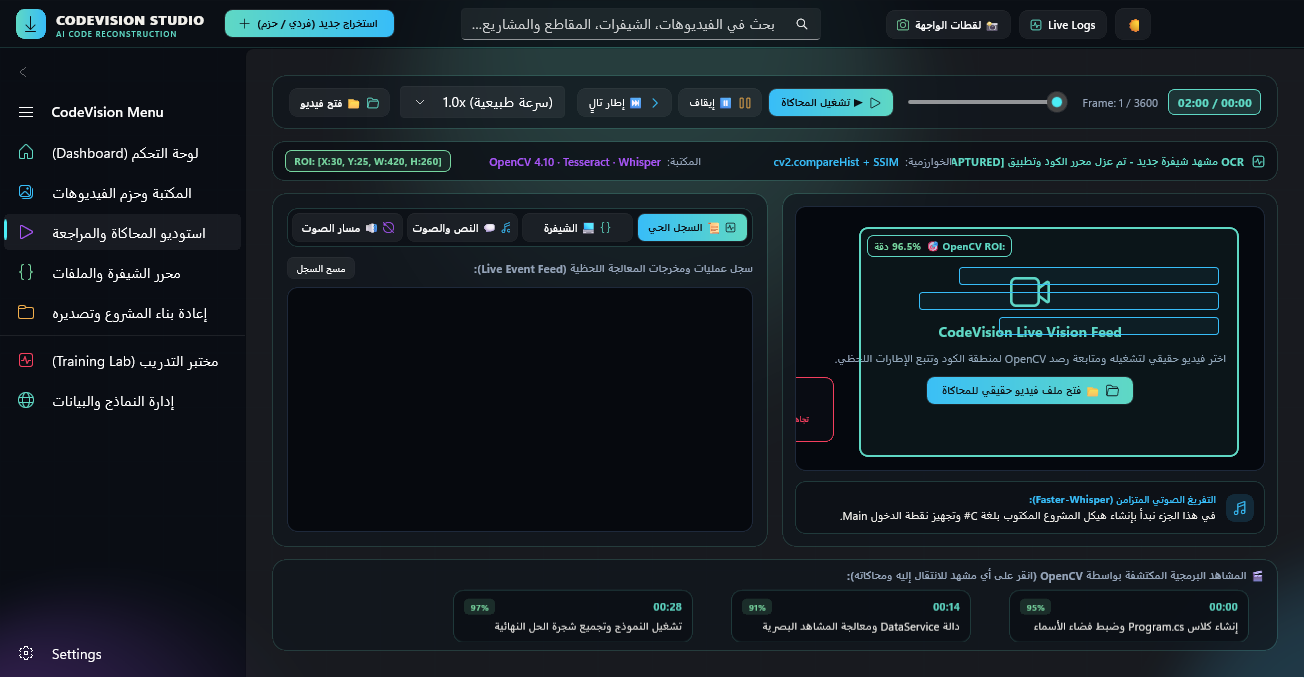 CODEVISION STUDIO
AI CODE RECONSTRUCTION
استخراج جديد (فردي / حزم)
بحث في الفيديوهات، الشيفرات، المقاطع والمشاريع...
لقطات الواجهة
Live Logs
CodeVision Menu
لوحة التحكم (Dashboard)
المكتبة وحزم الفيديوهات
استوديو المحاكاة والمراجعة
محرر الشيفرة والملفات
إعادة بناء المشروع وتصديره
مختبر التدريب (Training Lab)
إدارة النماذج والبيانات
Settings
فتح فيديو
1.0x (سرعة طبيعية)
إطار تالٍ
إيقاف
تشغيل المحاكاة
Frame: 1 / 3600
02:00 / 00:00
ROI: [X:30, Y:25, W:420, H:260]
المكتبة: OpenCV 4.10 · Tesseract · Whisper
الخوارزمية: cv2.compareHist + SSIM
APTURED] مشهد شيفرة جديد - تم عزل محرر الكود وتطبيق OCR
السجل الحي
الشيفرة
النص والصوت
مسار الصوت
سجل عمليات ومخرجات المعالجة اللحظية (Live Event Feed):
مسح السجل
OpenCV ROI: 96.5% دقة
CodeVision Live Vision Feed
اختر فيديو حقيقي لتشغيله ومتابعة رصد OpenCV لمنطقة الكود وتتبع الإطارات اللحظي.
فتح ملف فيديو حقيقي للمحاكاة
تجاه
التفريغ الصوتي المتزامن (Faster-Whisper):
في هذا الجزء نبدأ بإنشاء هيكل المشروع المكتوب بلغة C# وتجهيز نقطة الدخول Main.
المشاهد البرمجية المكتشفة بواسطة OpenCV (انقر على أي مشهد للانتقال إليه ومحاكاته):
00:00
95%
إنشاء كلاس Program.cs وضبط فضاء الأسماء
00:14
91%
دالة DataService ومعالجة المشاهد البصرية
00:28
97%
تشغيل النموذج وتجميع شجرة الحل النهائية